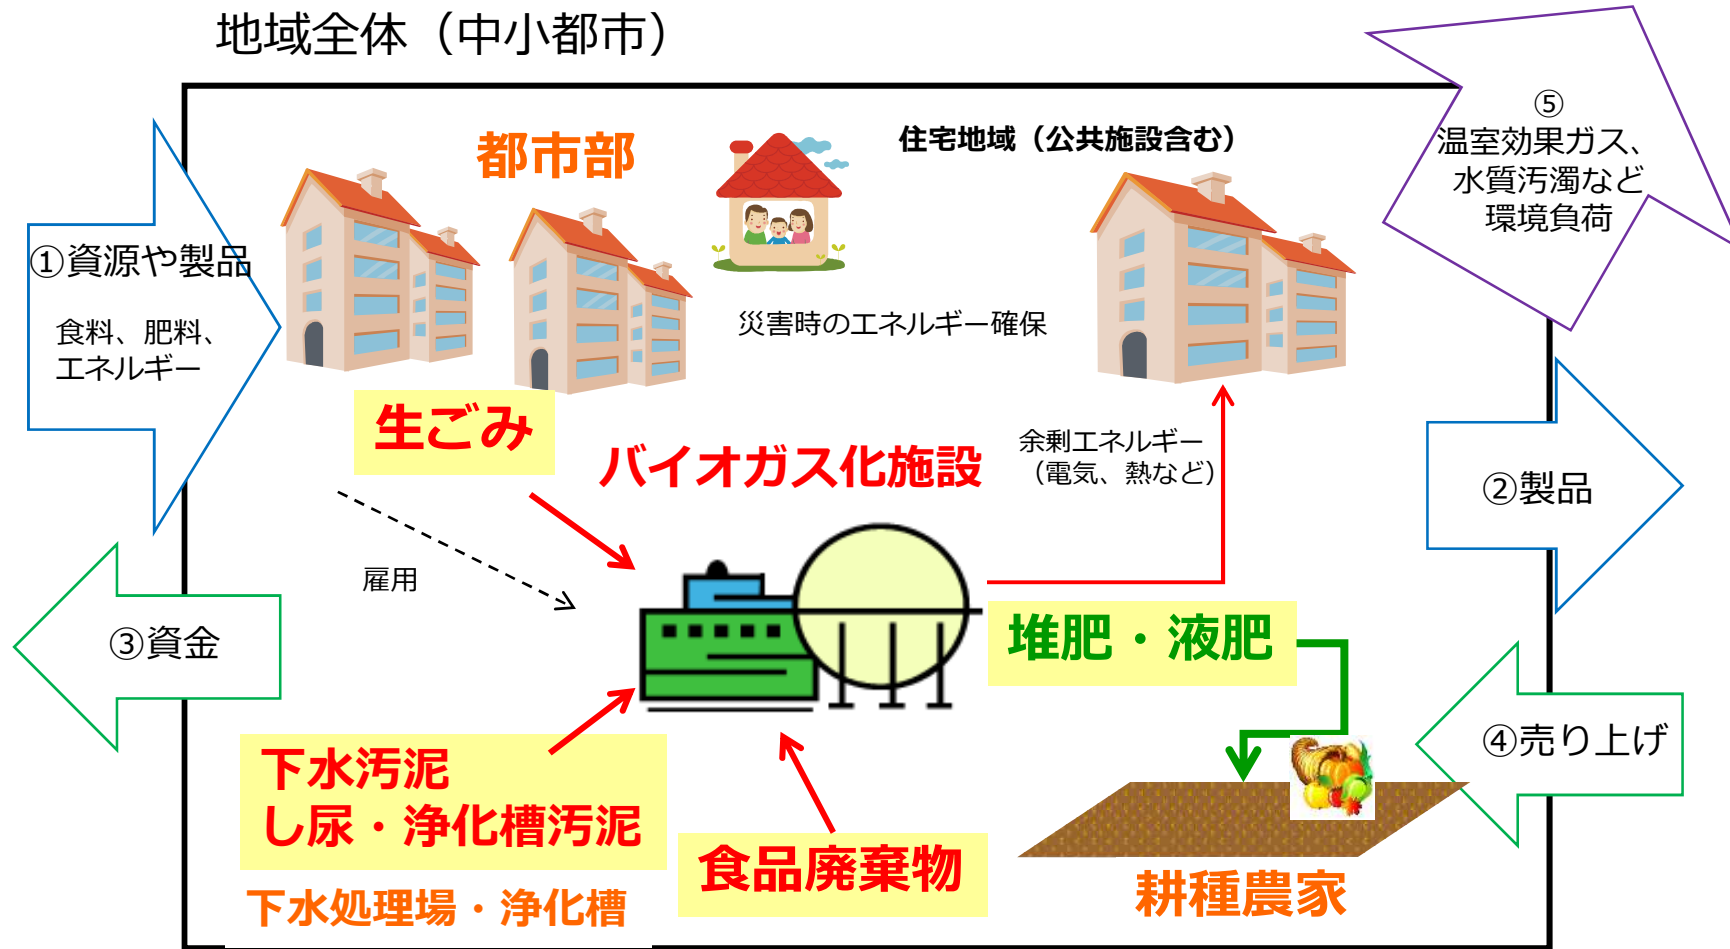 地域全体（中小都市）
都市部
住宅地域（公共施設含む）
⑤
温室効果ガス、
水質汚濁など
環境負荷
①資源や製品
食料、肥料、
エネルギー
災害時のエネルギー確保
生ごみ
バイオガス化施設
余剰エネルギー
（電気、熱など）
②製品
雇用
③資金
堆肥・液肥
④売り上げ
下水汚泥
し尿・浄化槽汚泥
食品廃棄物
耕種農家
下水処理場・浄化槽